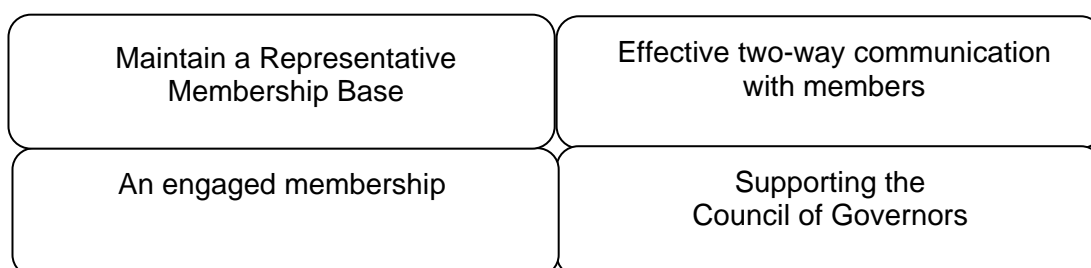 Maintain a Representative
Membership Base
Effective two-way communication
with members
An engaged membership
Supporting the
Council of Governors